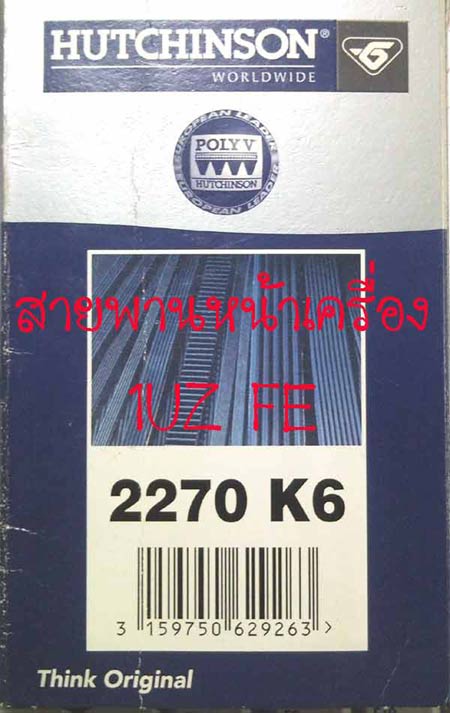 HUTCHINSON®
WORLDWIDE
EUROPEAN LEADER
POLY V
HUTCHINSON
EUROPEAN LEADER
สายพานหน้าเครื่อง
1UZ FE
2270 K6
3 159750 629263 >
Think Original